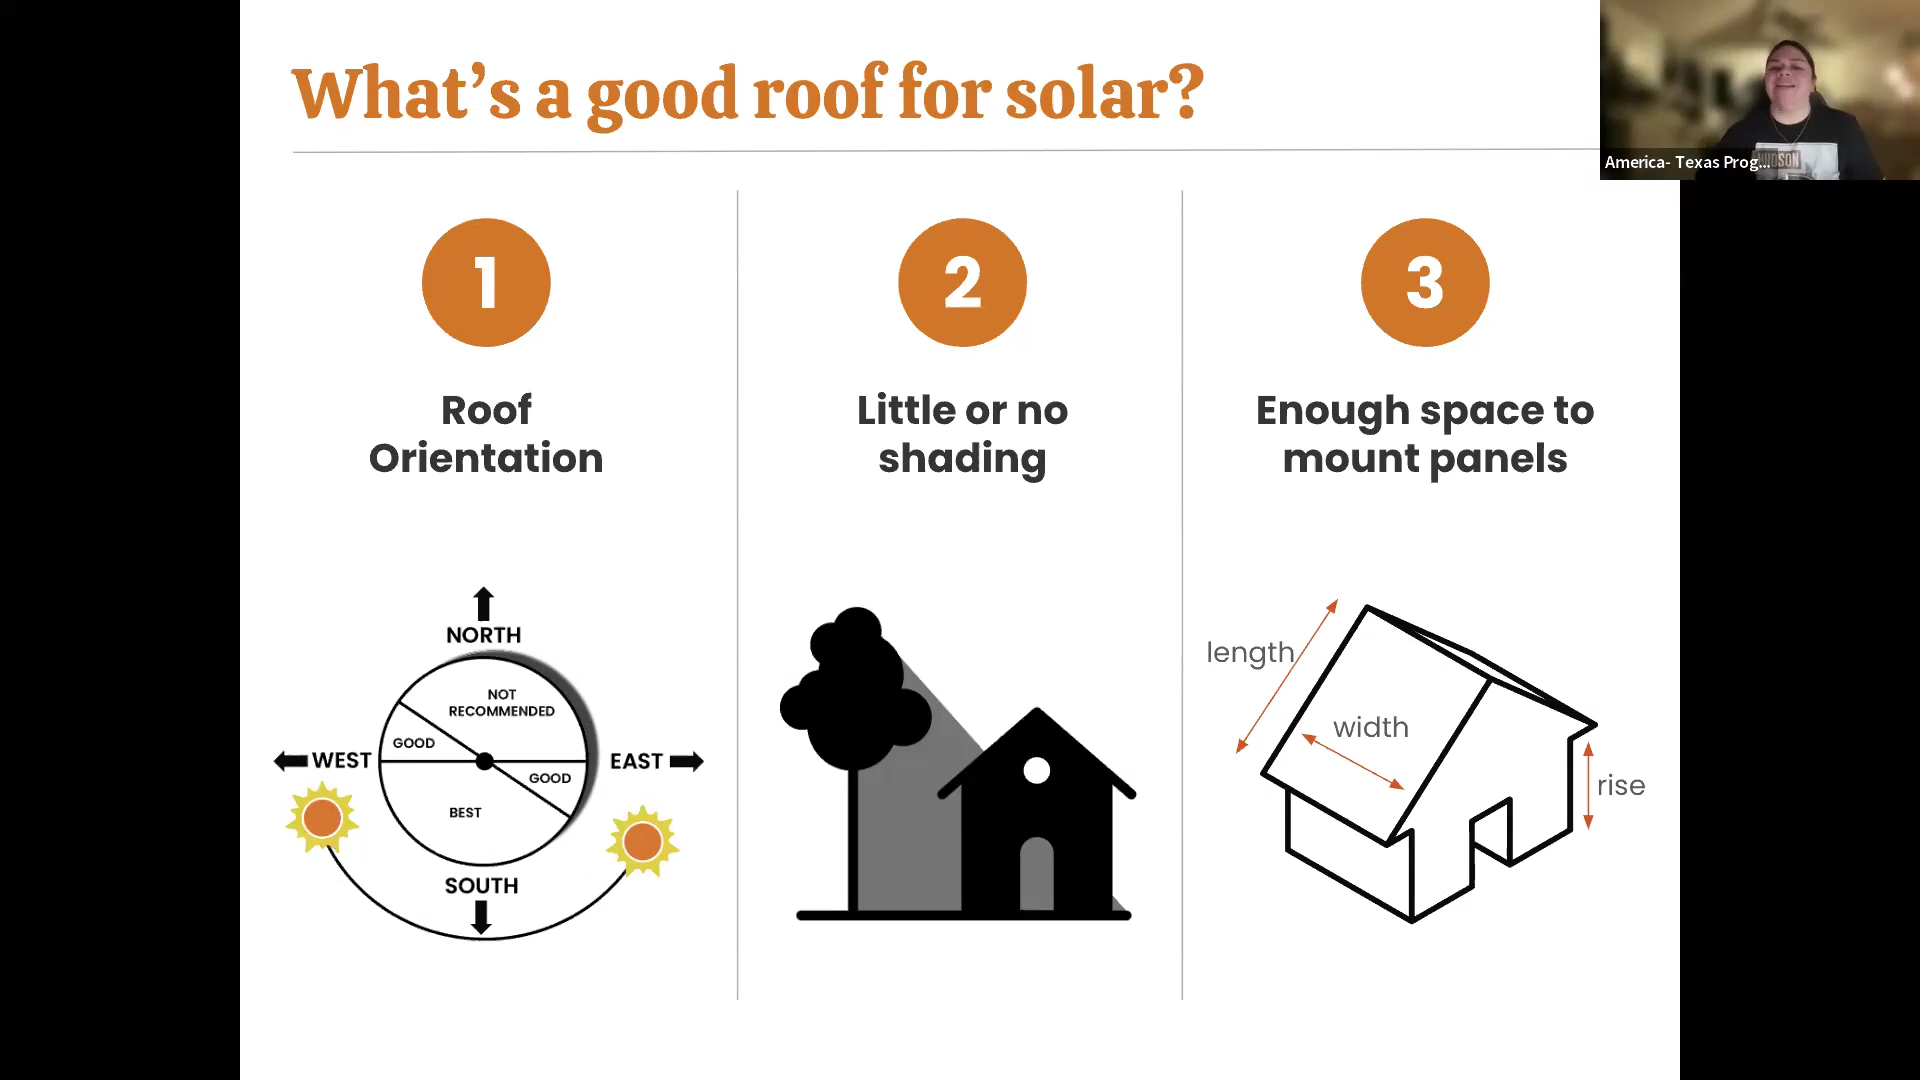 What's a good roof for solar?
America- Texas Prog...
1
Roof
Orientation
NORTH
NOT
RECOMMENDED
GOOD
WEST
EAST
GOOD
BEST
SOUTH
2
Little or no
shading
3
Enough space to
mount panels
length
width
rise